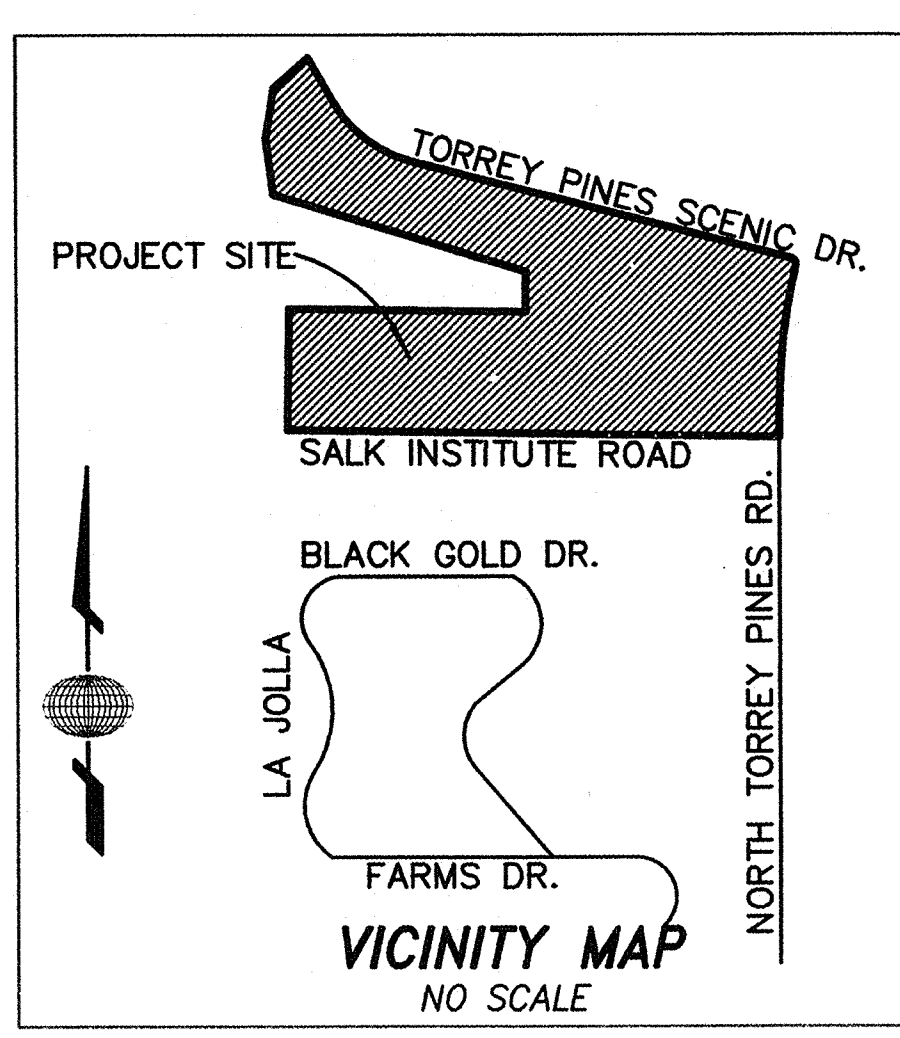 TORREY PINES SCENIC DR.
PROJECT SITE
SALK INSTITUTE ROAD
BLACK GOLD DR.
LA JOLLA
NORTH TORREY PINES RD.
FARMS DR.
VICINITY MAP
NO SCALE